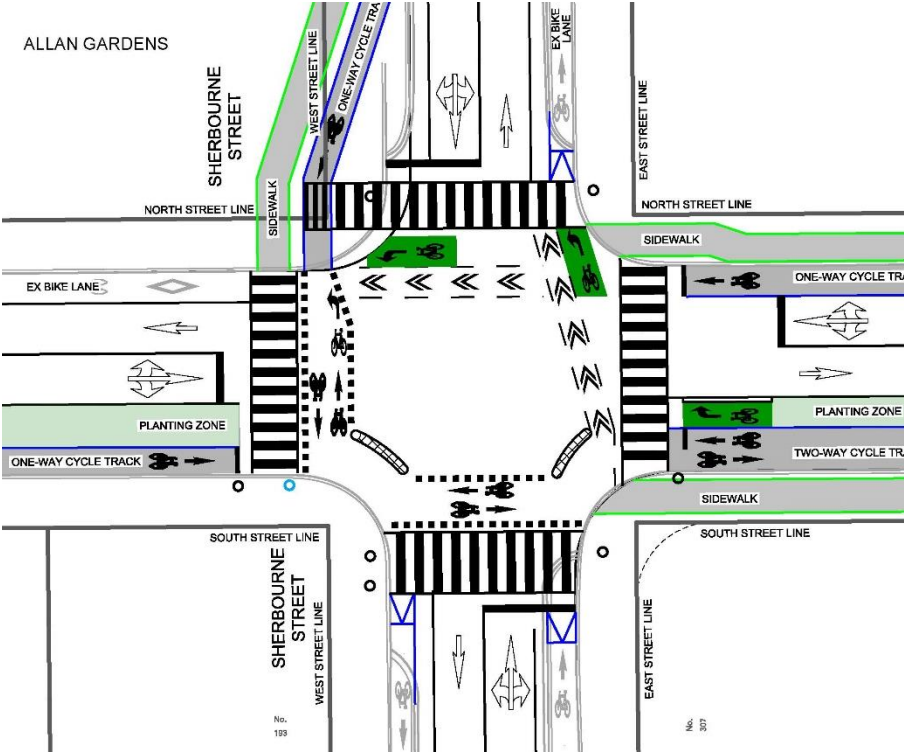 ALLAN GARDENS
SHERBOURNE
STREET
WEST STREET LINE
ONE-WAY CYCLE TRA
EX BIKE
LANE
EAST STREET LINE
NORTH STREET LINE
SIDEWALK
NORTH STREET LINE
SIDEWALK
EX BIKE LANE
ONE-WAY CYCLE TRA
PLANTING ZONE
PLANTING ZONE
ONE-WAY CYCLE TRACK
TWO-WAY CYCLE TRA
SIDEWALK
SOUTH STREET LINE
SOUTH STREET LINE
SHERBOURNE
STREET
WEST STREET LINE
EAST STREET LINE
No.
193
No.
307